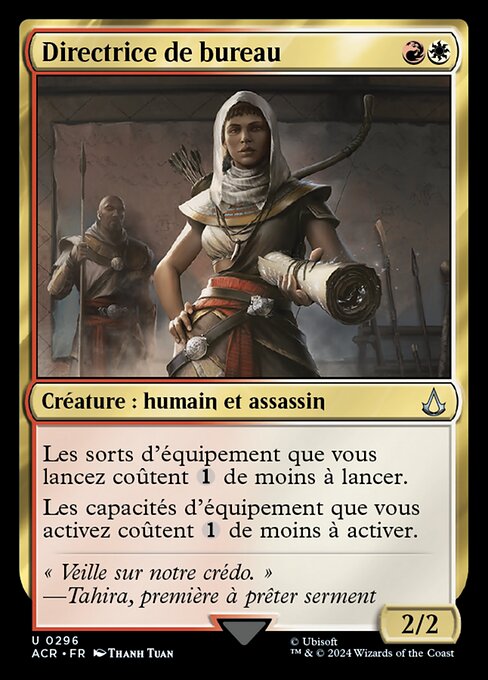 Directrice de bureau
Créature : humain et assassin
Les sorts d'équipement que vous
lancez coûtent 1 de moins à lancer.
Les capacités d'équipement que vous
activez coûtent 1 de moins à activer.
« Veille sur notre crédo. »
—Tahira, première à prêter serment
2/2
U 0296
ACR • FR Thanh Tuan
© Ubisoft
™ & © 2024 Wizards of the Coast